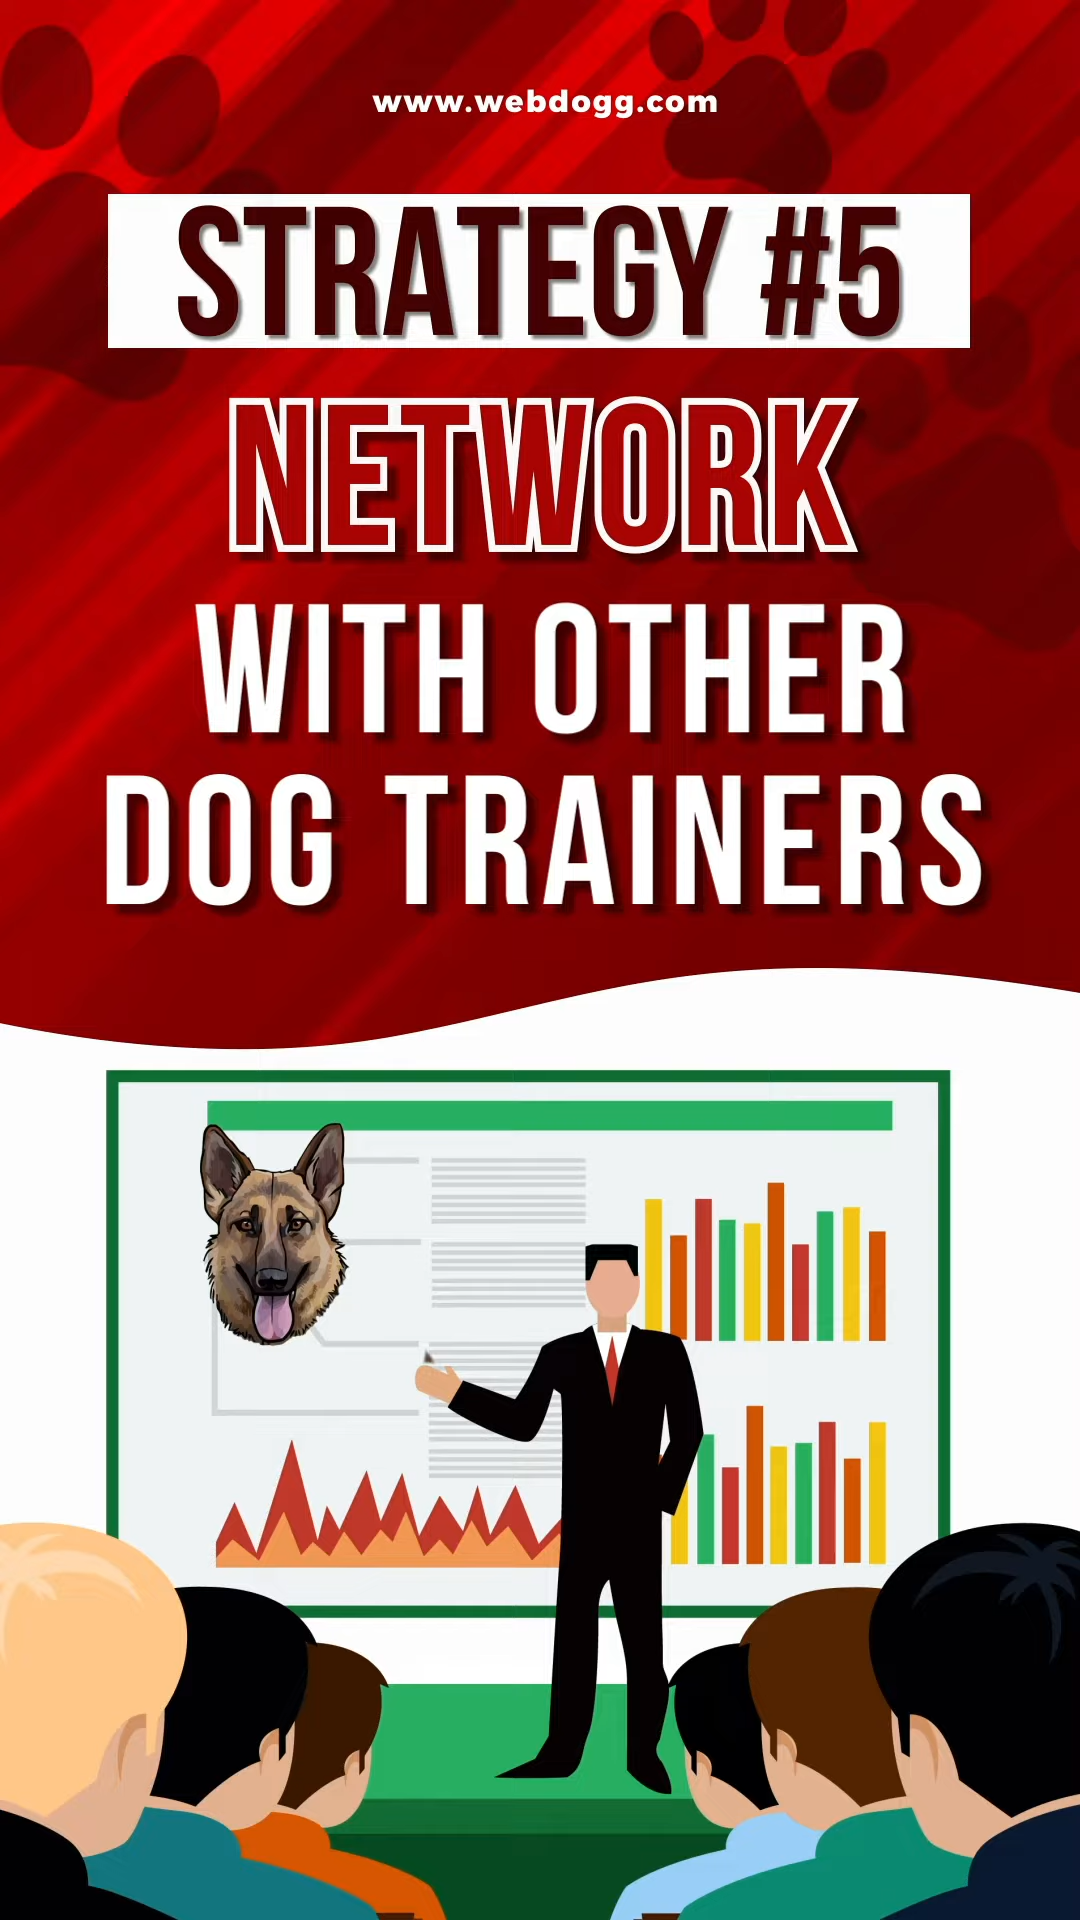 www.webdogg.com
STRATEGY #5
NETWORK
WITH OTHER
DOG TRAINERS